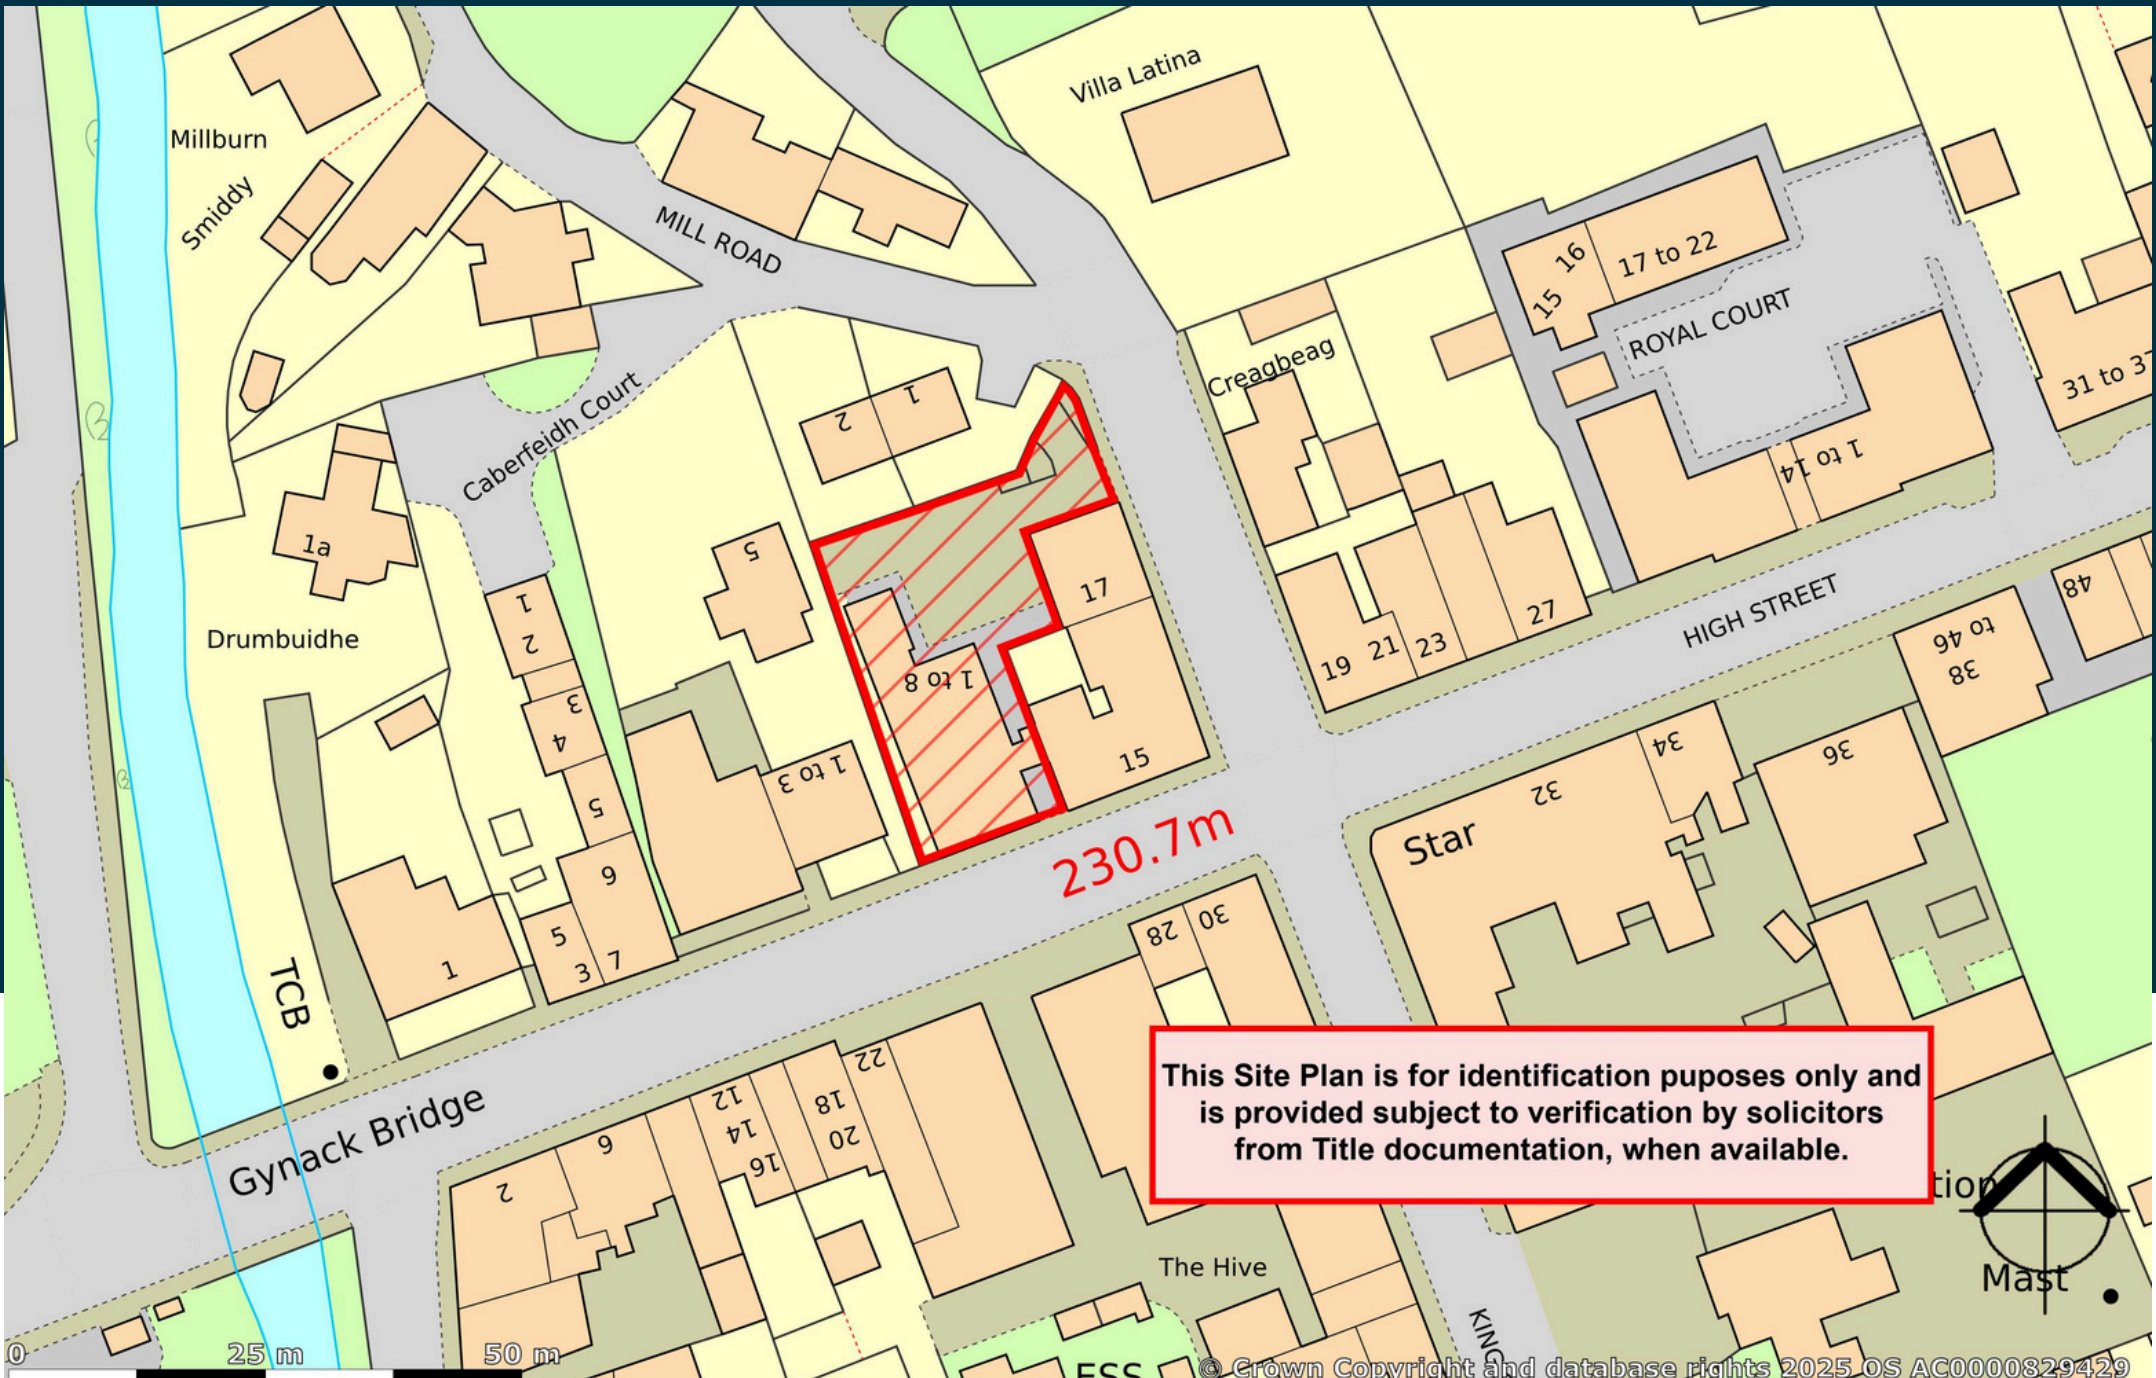 Villa Latina
Millburn
Smiddy
MILL ROAD
15
16
17 to 22
ROYAL COURT
Creagbeag
31 to 3
Caberfeidh Court
2
1
1 to 14
1a
5
17
1
2
Drumbuidhe
HIGH STREET
27
23
21
19
48
38
to 46
1 to 8
3
4
1 to 3
15
34
32
36
5
Star
230.7m
6
5
3
7
1
28
30
TCB
This Site Plan is for identification puposes only and
is provided subject to verification by solicitors
from Title documentation, when available.
Gynack Bridge
22
12
14
16
18
20
6
2
tion
Mast
The Hive
KING
ESS
0
25 m
50 m
© Crown Copyright and database rights 2025 OS AC0000829429